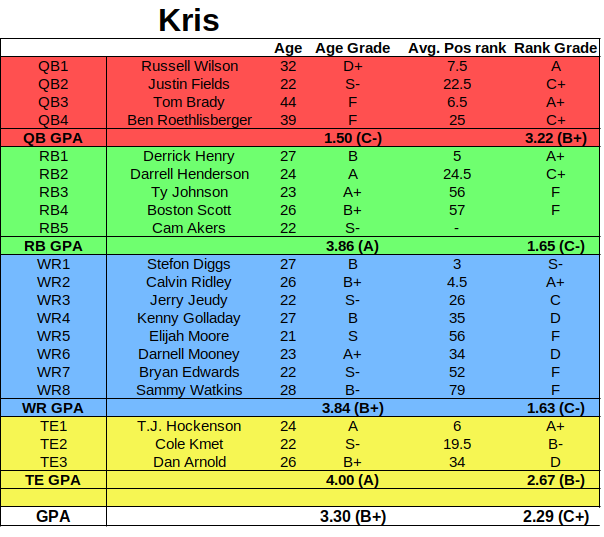 Kris
Age Age Grade Avg. Pos rank Rank Grade
QB1 Russell Wilson 32 D+ 7.5 A
QB2 Justin Fields 22 S- 22.5 C+
QB3 Tom Brady 44 F 6.5 A+
QB4 Ben Roethlisberger 39 F 25 C+
QB GPA 1.50 (C-) 3.22 (B+)
RB1 Derrick Henry 27 B 5 A+
RB2 Darrell Henderson 24 A 24.5 C+
RB3 Ty Johnson 23 A+ 56 F
RB4 Boston Scott 26 B+ 57 F
RB5 Cam Akers 22 S- -
RB GPA 3.86 (A) 1.65 (C-)
WR1 Stefon Diggs 27 B 3 S-
WR2 Calvin Ridley 26 B+ 4.5 A+
WR3 Jerry Jeudy 22 S- 26 C
WR4 Kenny Golladay 27 B 35 D
WR5 Elijah Moore 21 S 56 F
WR6 Darnell Mooney 23 A+ 34 D
WR7 Bryan Edwards 22 S- 52 F
WR8 Sammy Watkins 28 B- 79 F
WR GPA 3.84 (B+) 1.63 (C-)
TE1 T.J. Hockenson 24 A 6 A+
TE2 Cole Kmet 22 S- 19.5 B-
TE3 Dan Arnold 26 B+ 34 D
TE GPA 4.00 (A) 2.67 (B-)
GPA 3.30 (B+) 2.29 (C+)